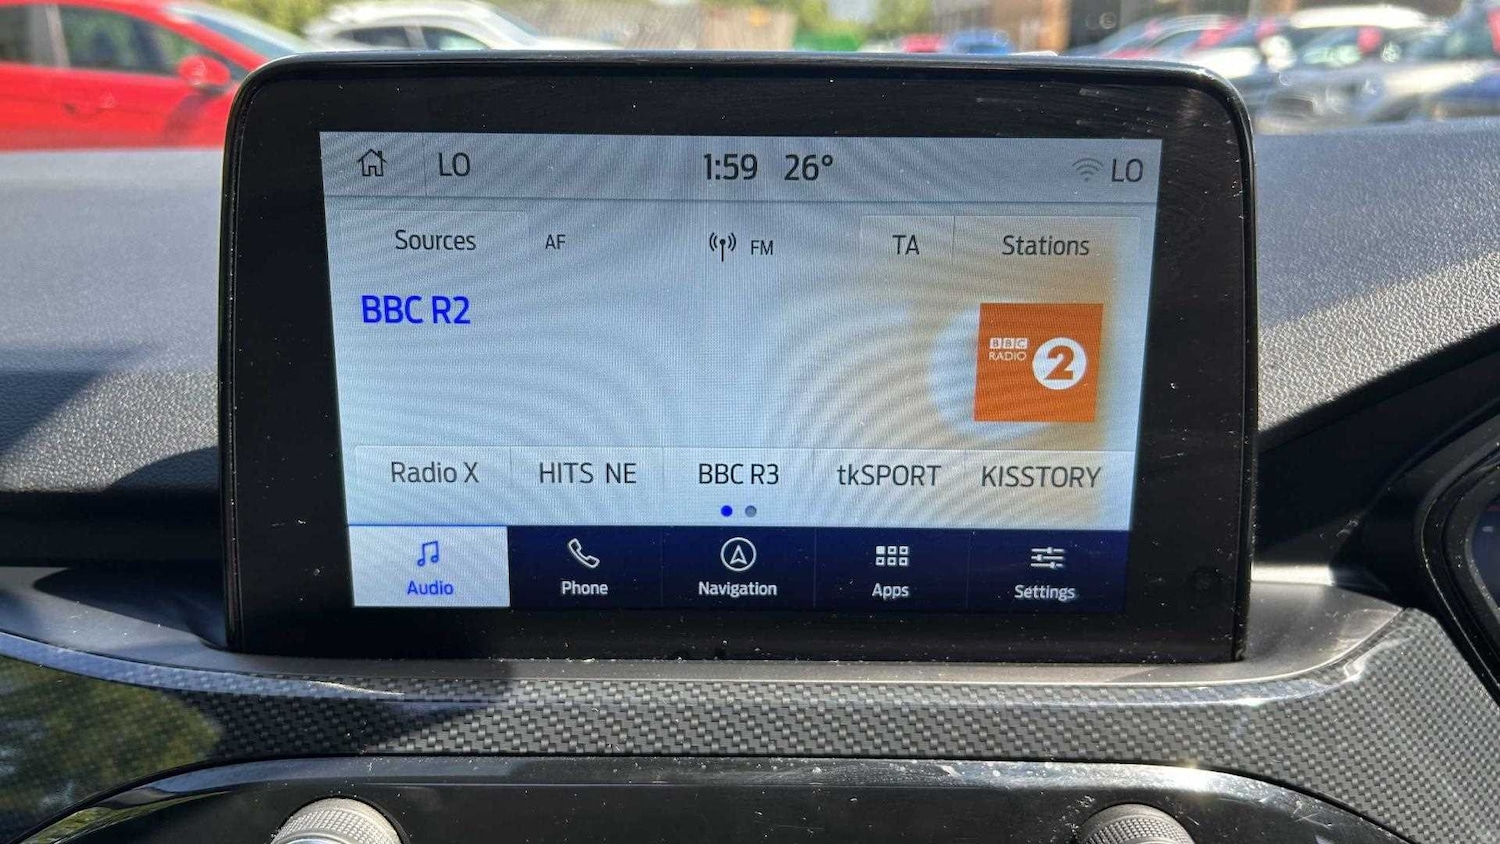 LO 1:59 26° LO
Sources AF FM TA Stations
BBC R2
BBC
RADIO 2
Radio X HITS NE BBC R3 tkSPORT KISSTORY
Audio Phone Navigation Apps Settings